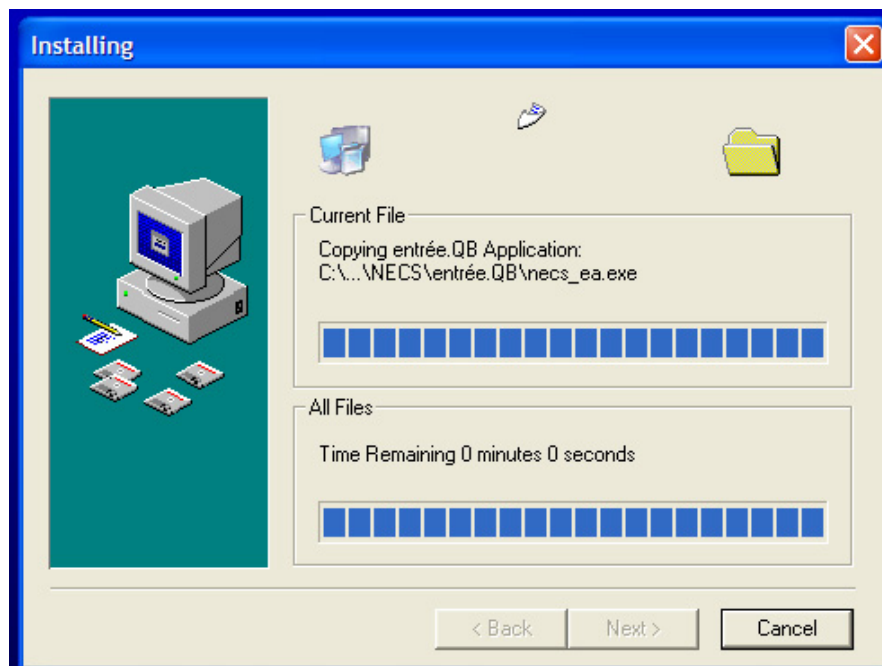 Installing
Current File
Copying entrée.QB Application:
C:\...\NECS\entrée.QB\necs_ea.exe
All Files
Time Remaining 0 minutes 0 seconds
< Back
Next >
Cancel